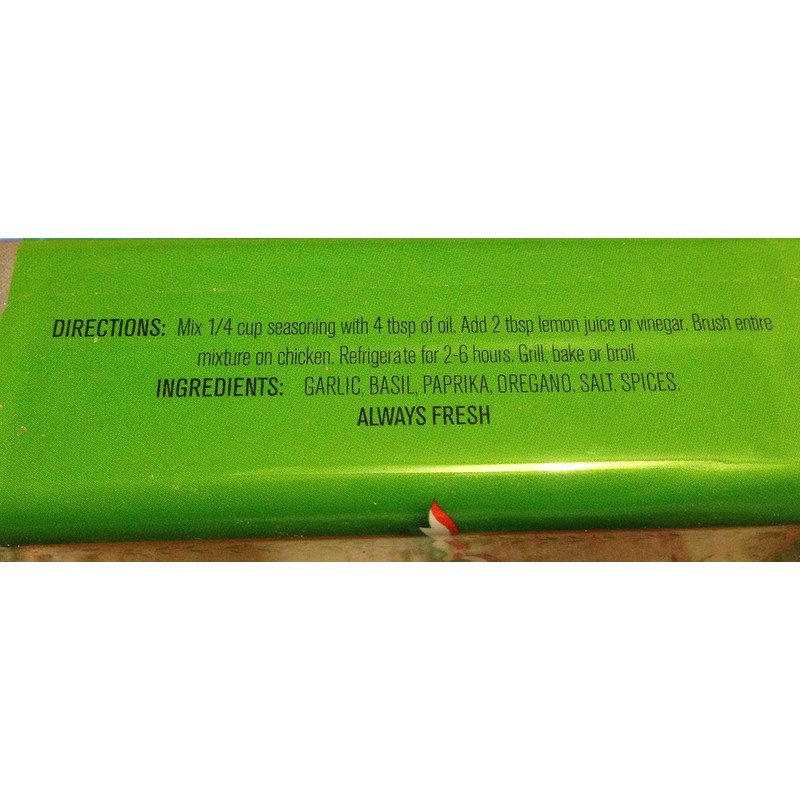 DIRECTIONS: Mix 1/4 cup seasoning with 4 tbsp of oil. Add 2 tbsp lemon juice or vinegar. Brush entire
mixture on chicken. Refrigerate for 2-6 hours. Grill, bake or broil.
INGREDIENTS: GARLIC, BASIL, PAPRIKA, OREGANO, SALT, SPICES.
ALWAYS FRESH